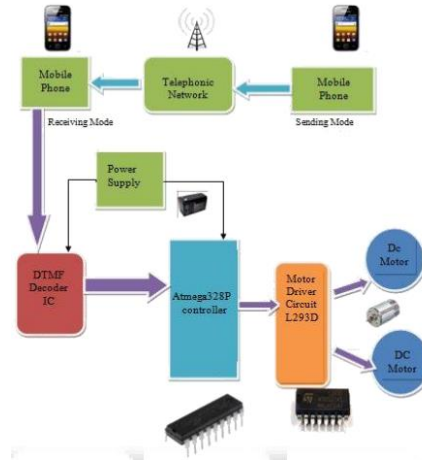 Mobile
Phone
Telephonic
Network
Mobile
Phone
Receiving Mode
Sending Mode
Power
Supply
DTMF
Decoder
IC
Atmega328P
controller
Motor
Driver
Circuit
L293D
Dc
Motor
DC
Motor